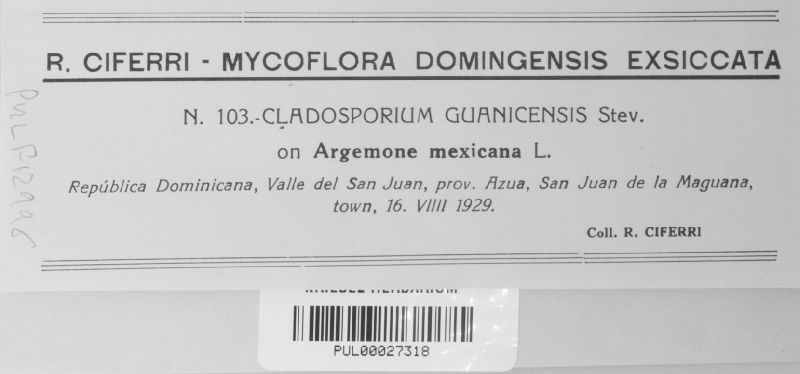 R. CIFERRI - MYCOFLORA DOMINGENSIS EXSICCATA
N. 103.-CLADOSPORIUM GUANICENSIS Stev.
on Argemone mexicana L.
República Dominicana, Valle del San Juan, prov. Azua, San Juan de la Maguana,
town, 16. VIIII 1929.
Coll. R. CIFERRI
HERBARIUM
PUL00027318